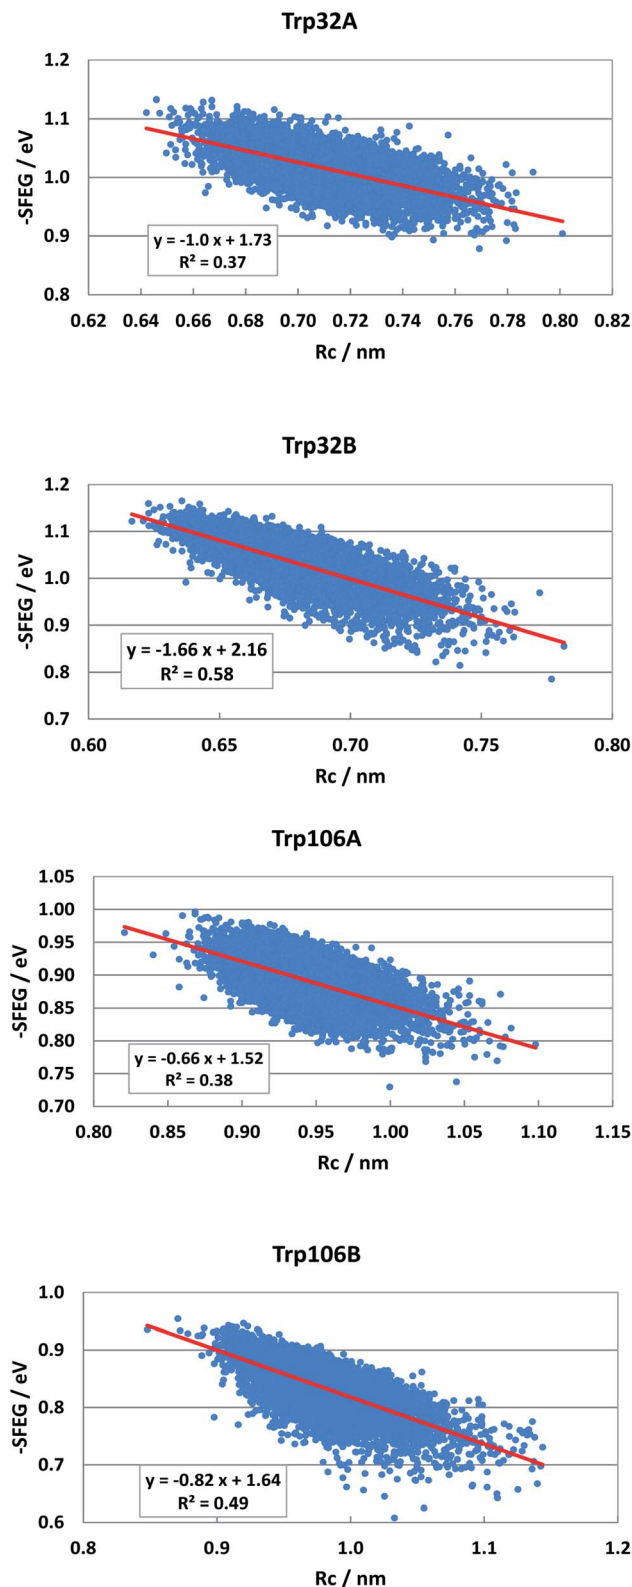 Trp32A
1.2
1.1
1.0
0.9
0.8
-SFEG / eV
y = -1.0 x + 1.73
R² = 0.37
0.62 0.64 0.66 0.68 0.70 0.72 0.74 0.76 0.78 0.80 0.82
Rc / nm
Trp32B
1.2
1.1
1.0
0.9
0.8
0.7
-SFEG / eV
y = -1.66 x + 2.16
R² = 0.58
0.60 0.65 0.70 0.75 0.80
Rc / nm
Trp106A
1.05
1.00
0.95
0.90
0.85
0.80
0.75
0.70
-SFEG / eV
y = -0.66 x + 1.52
R² = 0.38
0.80 0.85 0.90 0.95 1.00 1.05 1.10 1.15
Rc / nm
Trp106B
1.0
0.9
0.8
0.7
0.6
-SFEG / eV
y = -0.82 x + 1.64
R² = 0.49
0.8 0.9 1.0 1.1 1.2
Rc / nm